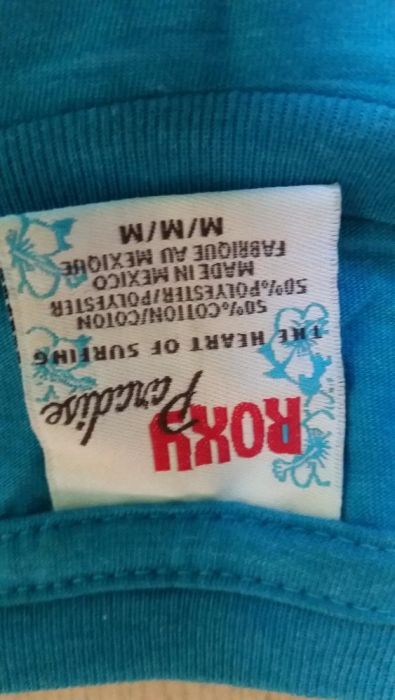 ROXY
Paradise
THE HEART OF SURFING
50%COTTON/COTON
50%POLYESTER/POLYESTER
MADE IN MEXICO
FABRIQUE AU MEXIQUE
M/M/M